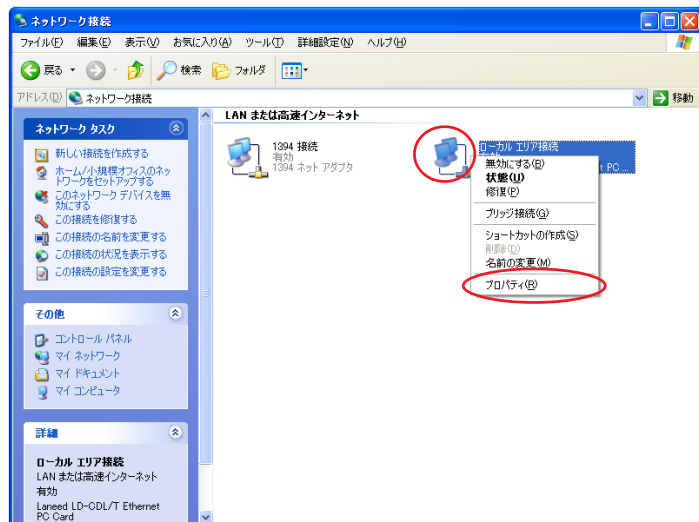 ネットワーク接続
ファイル(F) 編集(E) 表示(V) お気に入り(A) ツール(T) 詳細設定(N) ヘルプ(H)
戻る 検索 フォルダ
アドレス(D) ネットワーク接続 移動
ネットワーク タスク
新しい接続を作成する
ホーム/小規模オフィスのネッ
トワークをセットアップする
このネットワーク デバイスを無
効にする
この接続を修復する
この接続の名前を変更する
この接続の状況を表示する
この接続の設定を変更する
その他
コントロール パネル
マイ ネットワーク
マイ ドキュメント
マイ コンピュータ
詳細
ローカル エリア接続
LAN または高速インターネット
有効
Laneed LD-CDL/T Ethernet
PC Card
LAN または高速インターネット
1394 接続
有効
1394 ネット アダプタ
ローカル エリア接続
t PC ...
無効にする(B)
状態(U)
修復(P)
ブリッジ接続(G)
ショートカットの作成(S)
削除(D)
名前の変更(M)
プロパティ(R)